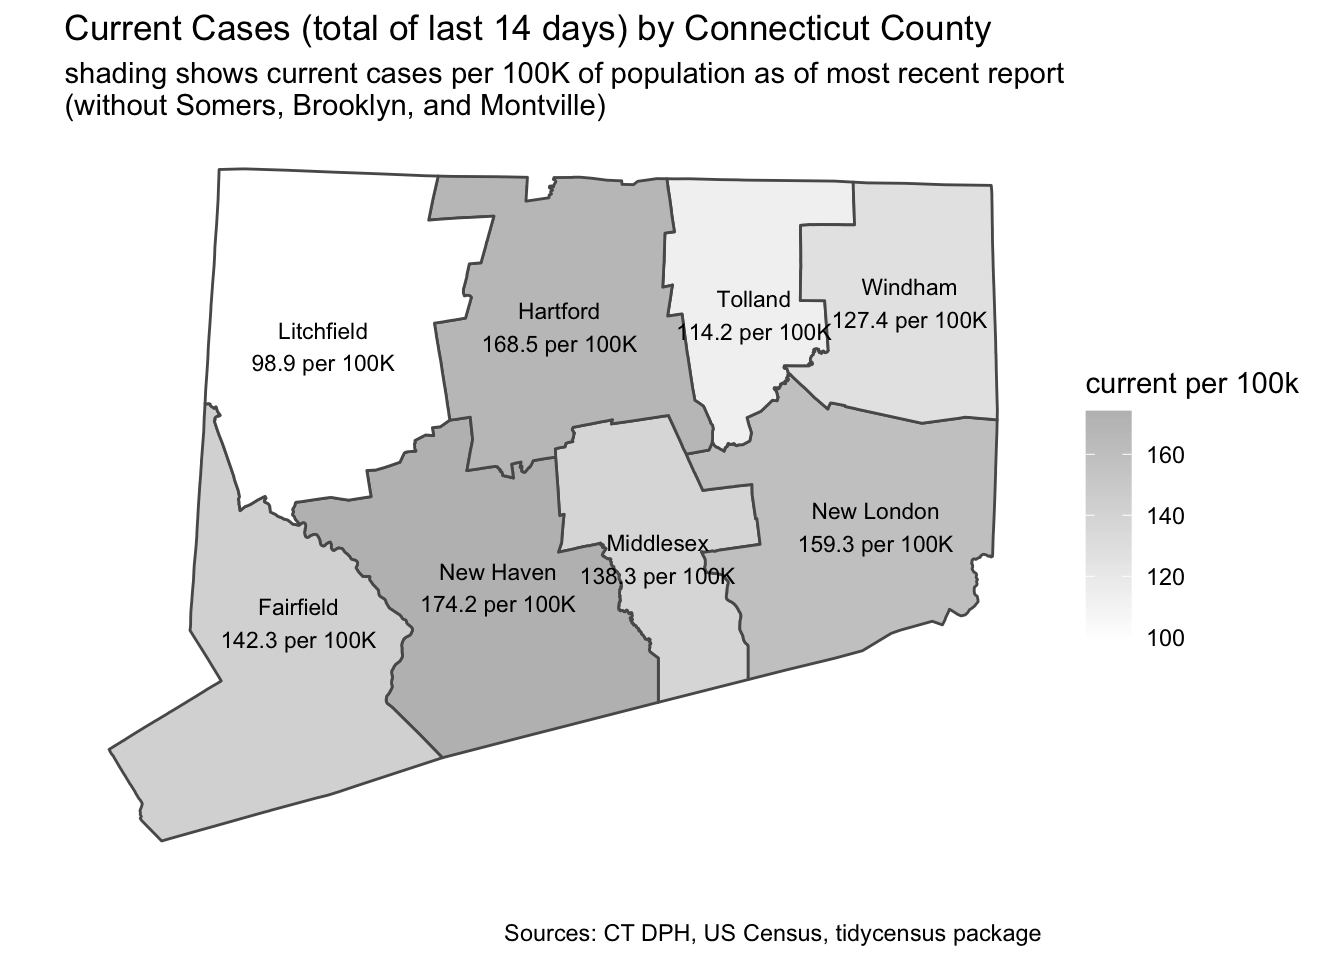 Current Cases (total of last 14 days) by Connecticut County
shading shows current cases per 100K of population as of most recent report
(without Somers, Brooklyn, and Montville)
Litchfield
98.9 per 100K
Hartford
168.5 per 100K
Tolland
114.2 per 100K
Windham
127.4 per 100K
New London
159.3 per 100K
Middlesex
138.3 per 100K
New Haven
174.2 per 100K
Fairfield
142.3 per 100K
current per 100k
160
140
120
100
Sources: CT DPH, US Census, tidycensus package